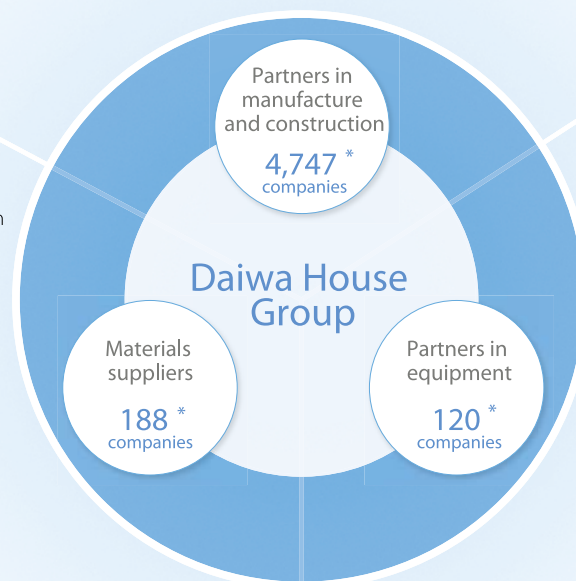 Partners in
manufacture
and construction
4,747 *
companies
n
Daiwa House
Group
Materials
suppliers
188 *
companies
Partners in
equipment
120 *
companies